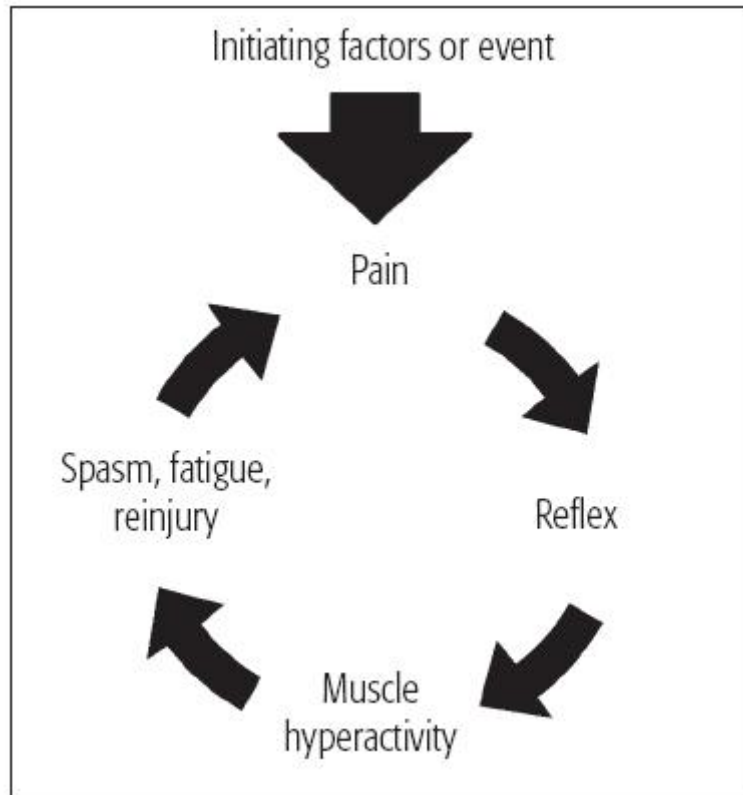 Initiating factors or event
Pain
Reflex
Muscle
hyperactivity
Spasm, fatigue,
reinjury